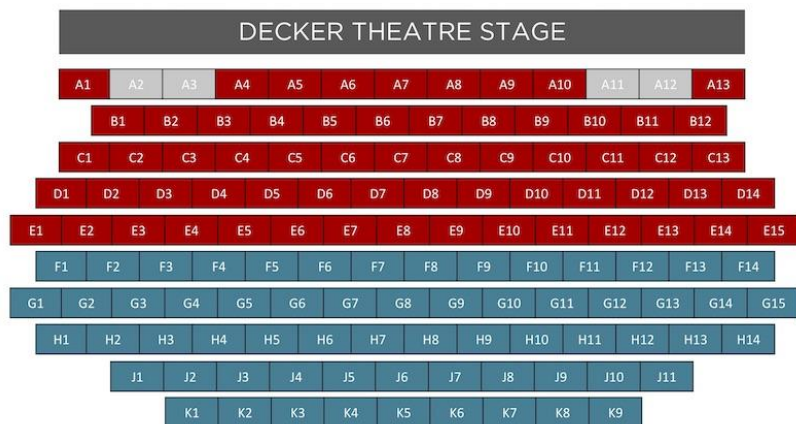 DECKER THEATRE STAGE
A1 A2 A3 A4 A5 A6 A7 A8 A9 A10 A11 A12 A13
B1 B2 B3 B4 B5 B6 B7 B8 B9 B10 B11 B12
C1 C2 C3 C4 C5 C6 C7 C8 C9 C10 C11 C12 C13
D1 D2 D3 D4 D5 D6 D7 D8 D9 D10 D11 D12 D13 D14
E1 E2 E3 E4 E5 E6 E7 E8 E9 E10 E11 E12 E13 E14 E15
F1 F2 F3 F4 F5 F6 F7 F8 F9 F10 F11 F12 F13 F14
G1 G2 G3 G4 G5 G6 G7 G8 G9 G10 G11 G12 G13 G14 G15
H1 H2 H3 H4 H5 H6 H7 H8 H9 H10 H11 H12 H13 H14
J1 J2 J3 J4 J5 J6 J7 J8 J9 J10 J11
K1 K2 K3 K4 K5 K6 K7 K8 K9